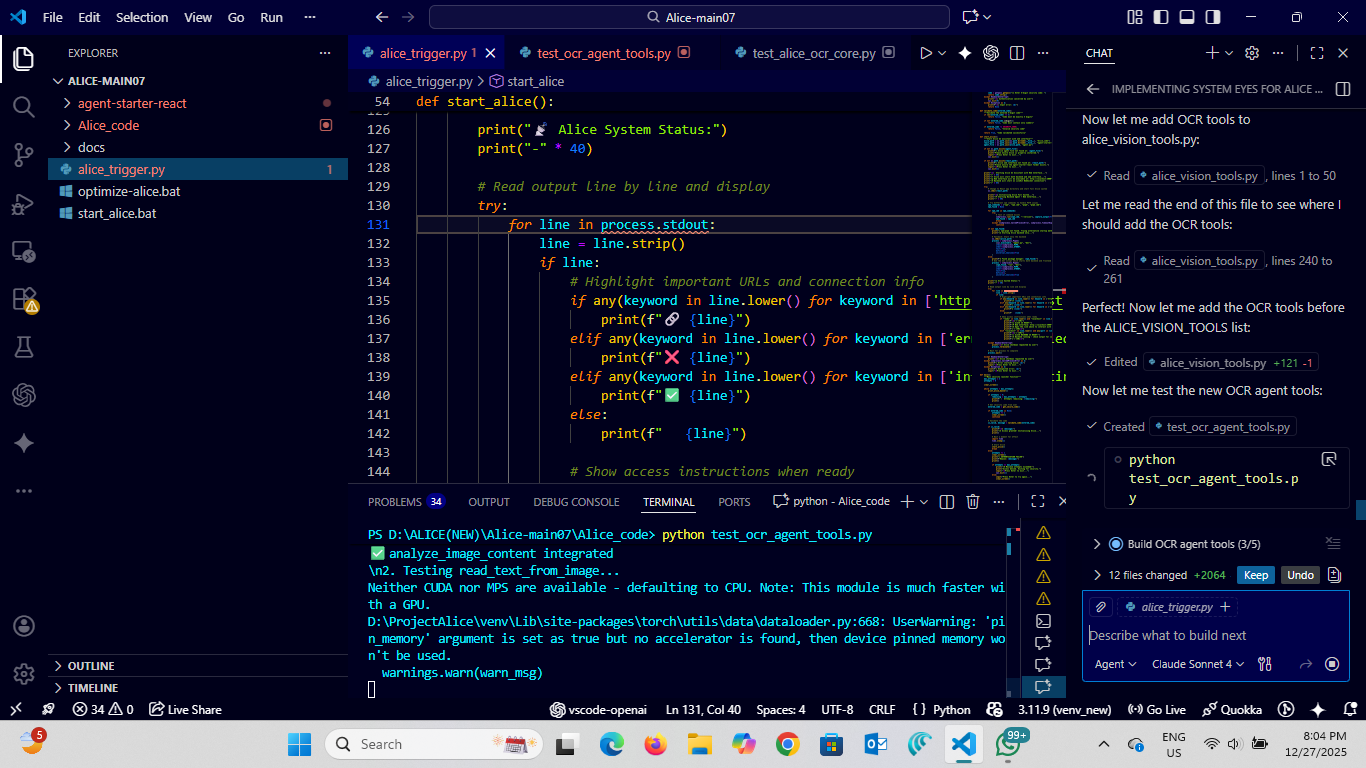 File Edit Selection View Go Run ···
Alice-main07
EXPLORER ···
ALICE-MAIN07
agent-starter-react
Alice_code
docs
alice_trigger.py 1
optimize-alice.bat
start_alice.bat
OUTLINE
TIMELINE
alice_trigger.py 1
test_ocr_agent_tools.py
test_alice_ocr_core.py
alice_trigger.py > start_alice
54 def start_alice():
126 print("📡 Alice System Status:")
127 print("-" * 40)
128
129 # Read output line by line and display
130 try:
131 for line in process.stdout:
132 line = line.strip()
133 if line:
134 # Highlight important URLs and connection info
135 if any(keyword in line.lower() for keyword in ['http
136 print(f"🔗 {line}")
137 elif any(keyword in line.lower() for keyword in ['er
138 print(f"❌ {line}")
139 elif any(keyword in line.lower() for keyword in ['in
140 print(f"✅ {line}")
141 else:
142 print(f"   {line}")
143
144 # Show access instructions when ready
PROBLEMS 34 OUTPUT DEBUG CONSOLE TERMINAL PORTS python - Alice_code
PS D:\ALICE(NEW)\Alice-main07\Alice_code> python test_ocr_agent_tools.py
✅ analyze_image_content integrated
\n2. Testing read_text_from_image...
Neither CUDA nor MPS are available - defaulting to CPU. Note: This module is much faster wi
th a GPU.
D:\ProjectAlice\venv\Lib\site-packages\torch\utils\data\dataloader.py:668: UserWarning: 'pi
n_memory' argument is set as true but no accelerator is found, then device pinned memory wo
n't be used.
warnings.warn(warn_msg)
CHAT
IMPLEMENTING SYSTEM EYES FOR ALICE ...
Now let me add OCR tools to
alice_vision_tools.py:
Read alice_vision_tools.py, lines 1 to 50
Let me read the end of this file to see where I
should add the OCR tools:
Read alice_vision_tools.py, lines 240 to
261
Perfect! Now let me add the OCR tools before
the ALICE_VISION_TOOLS list:
Edited alice_vision_tools.py +121 -1
Now let me test the new OCR agent tools:
Created test_ocr_agent_tools.py
python
test_ocr_agent_tools.p
y
Build OCR agent tools (3/5)
12 files changed +2064 Keep Undo
alice_trigger.py +
Describe what to build next
Agent Claude Sonnet 4
34 0 Live Share vscode-openai Ln 131, Col 40 Spaces: 4 UTF-8 CRLF {} Python 3.11.9 (venv_new) Go Live Quokka
5 Search 99+ ENG
US
8:04 PM
12/27/2025